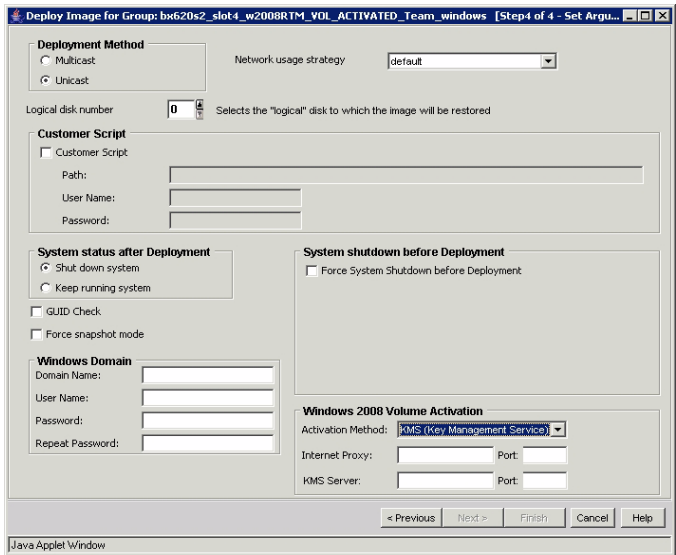 Deploy Image for Group: bx620s2_slot4_w2008RTM_VOL_ACTIVATED_Team_windows [Step4 of 4 - Set Argu...
Deployment Method
Multicast
Unicast
Network usage strategy
default
Logical disk number
0
Selects the "logical" disk to which the image will be restored
Customer Script
Customer Script
Path:
User Name:
Password:
System status after Deployment
Shut down system
Keep running system
GUID Check
Force snapshot mode
System shutdown before Deployment
Force System Shutdown before Deployment
Windows Domain
Domain Name:
User Name:
Password:
Repeat Password:
Windows 2008 Volume Activation
Activation Method: KMS (Key Management Service)
Internet Proxy: Port:
KMS Server: Port:
< Previous Next > Finish Cancel Help
Java Applet Window